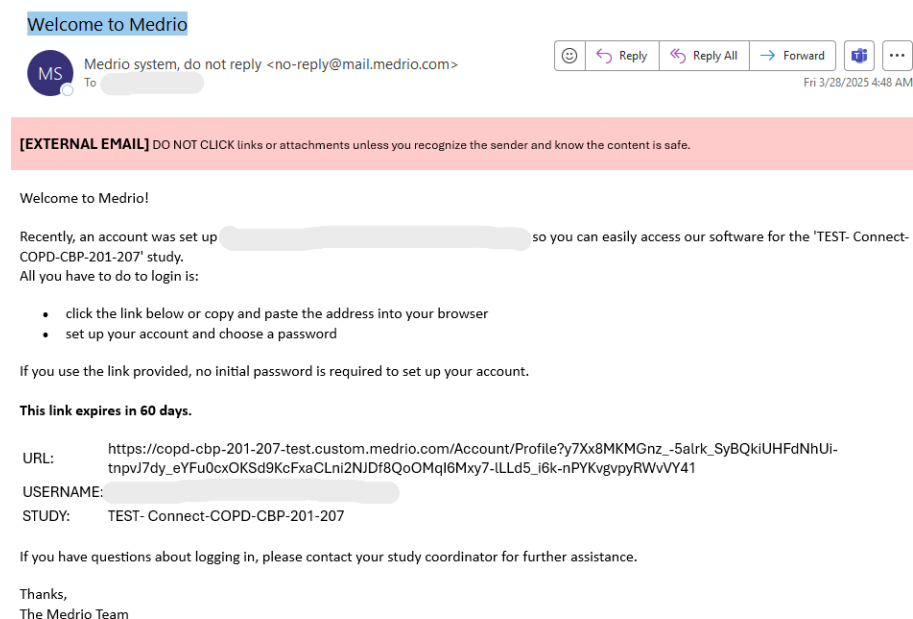 Welcome to Medrio
MS
Medrio system, do not reply <no-reply@mail.medrio.com>
To
Reply
Reply All
Forward
Fri 3/28/2025 4:48 AM
[EXTERNAL EMAIL] DO NOT CLICK links or attachments unless you recognize the sender and know the content is safe.
Welcome to Medrio!
Recently, an account was set up so you can easily access our software for the 'TEST- Connect-
COPD-CBP-201-207' study.
All you have to do to login is:
• click the link below or copy and paste the address into your browser
• set up your account and choose a password
If you use the link provided, no initial password is required to set up your account.
This link expires in 60 days.
URL: https://copd-cbp-201-207-test.custom.medrio.com/Account/Profile?y7Xx8MKMGnz_-5alrk_SyBQkiUHFdNhUi-
tnpvJ7dy_eYFu0cxOKSd9KcFxaCLni2NJDf8QoOMqI6Mxy7-lLLd5_i6k-nPYKvgvpyRWvVY41
USERNAME:
STUDY: TEST- Connect-COPD-CBP-201-207
If you have questions about logging in, please contact your study coordinator for further assistance.
Thanks,
The Medrio Team